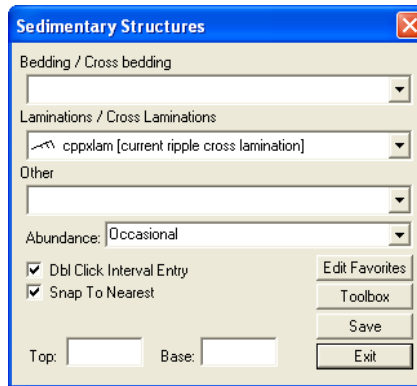 Sedimentary Structures
Bedding / Cross bedding
Laminations / Cross Laminations
cppxlam [current ripple cross lamination]
Other
Abundance: Occasional
Dbl Click Interval Entry
Edit Favorites
Snap To Nearest
Toolbox
Save
Top:
Base:
Exit